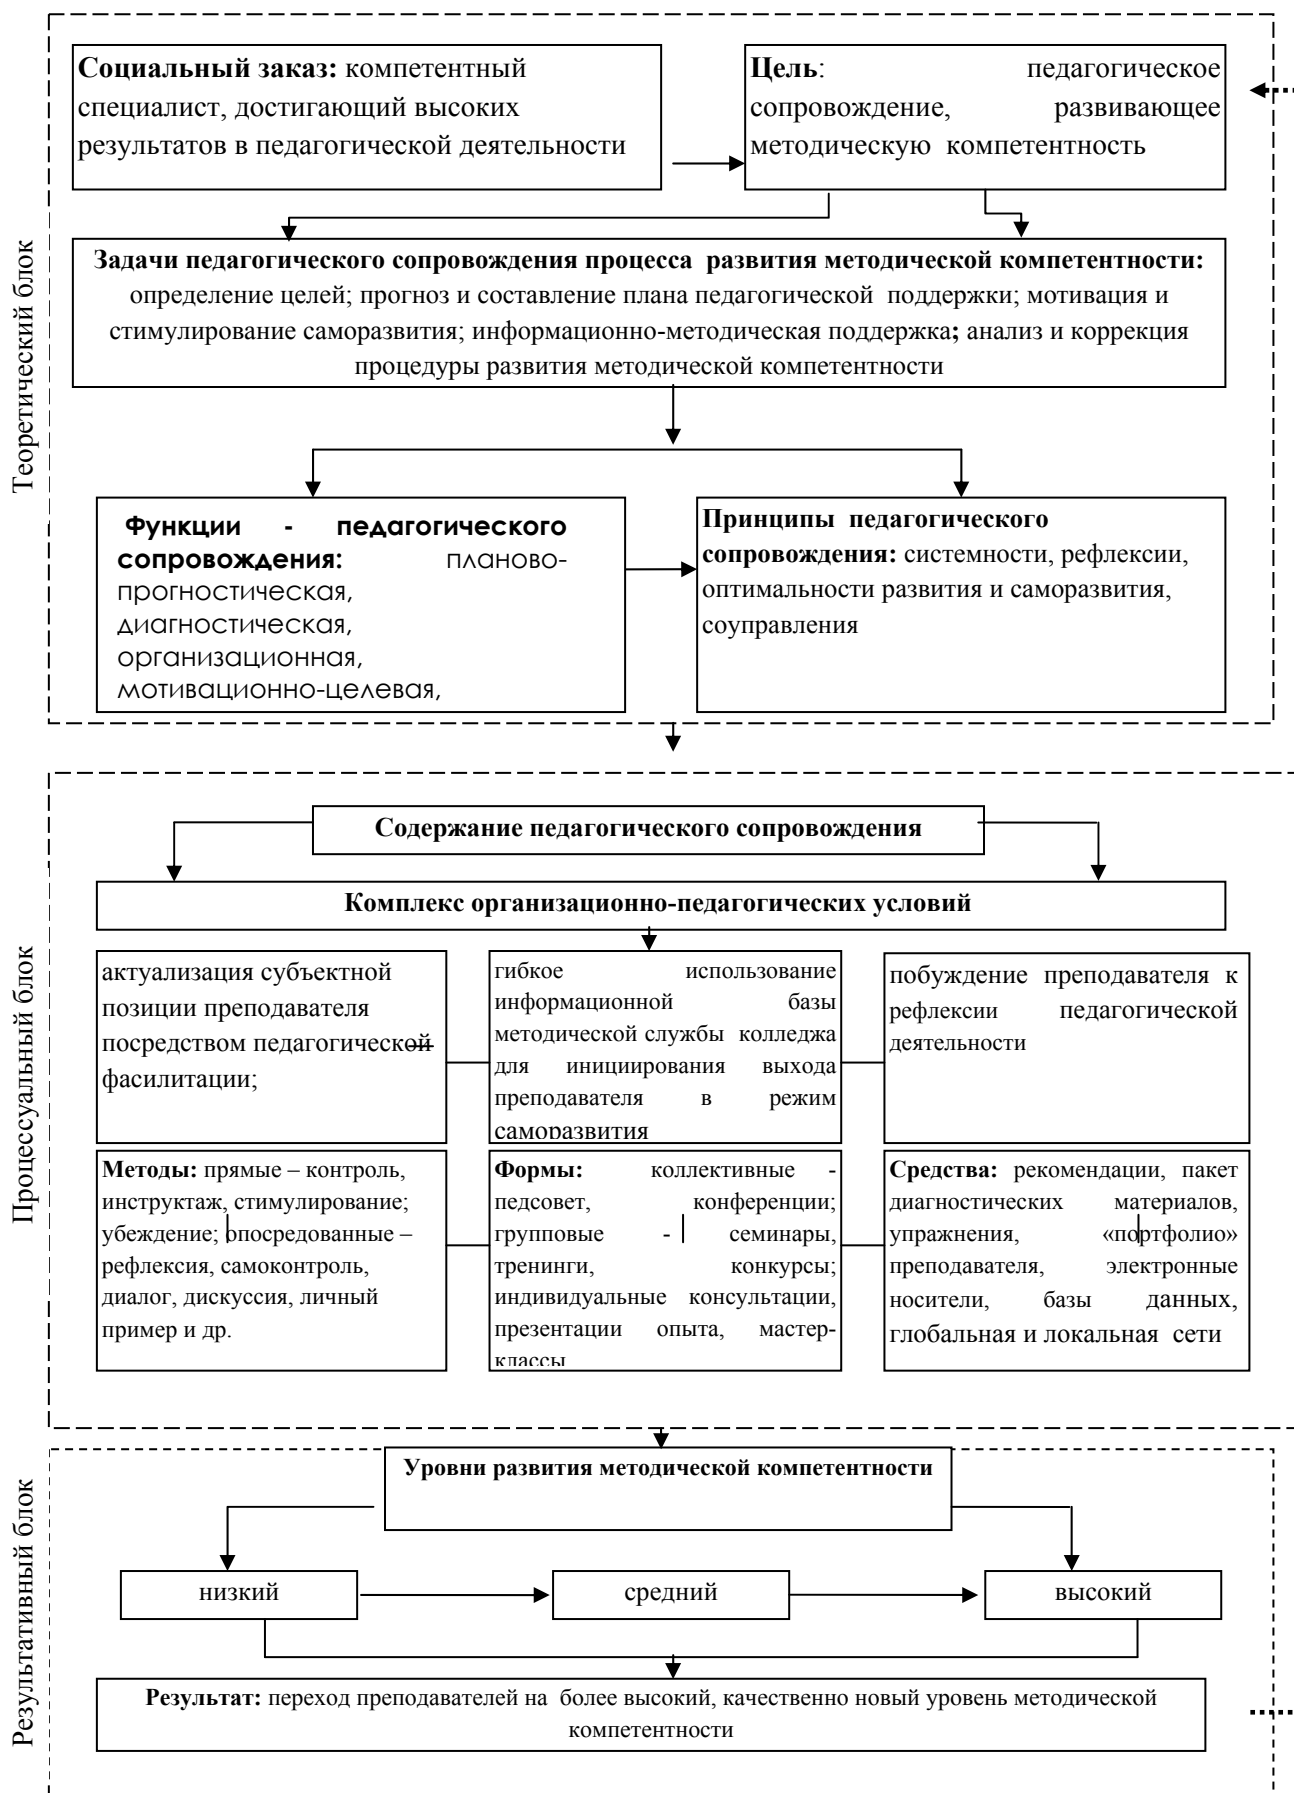 Теоретический блок
Социальный заказ: компетентный
специалист, достигающий высоких
результатов в педагогической деятельности
Цель: педагогическое
сопровождение, развивающее
методическую компетентность
Задачи педагогического сопровождения процесса развития методической компетентности:
определение целей; прогноз и составление плана педагогической поддержки; мотивация и
стимулирование саморазвития; информационно-методическая поддержка; анализ и коррекция
процедуры развития методической компетентности
Функции - педагогического
сопровождения: планово-
прогностическая,
диагностическая,
организационная,
мотивационно-целевая,
Принципы педагогического
сопровождения: системности, рефлексии,
оптимальности развития и саморазвития,
соуправления
Процессуальный блок
Содержание педагогического сопровождения
Комплекс организационно-педагогических условий
актуализация субъектной
позиции преподавателя
посредством педагогической
фасилитации;
гибкое использование
информационной базы
методической службы колледжа
для инициирования выхода
преподавателя в режим
саморазвития
побуждение преподавателя к
рефлексии педагогической
деятельности
Методы: прямые – контроль,
инструктаж, стимулирование;
убеждение; опосредованные –
рефлексия, самоконтроль,
диалог, дискуссия, личный
пример и др.
Формы: коллективные -
педсовет, конференции;
групповые - семинары,
тренинги, конкурсы;
индивидуальные консультации,
презентации опыта, мастер-
классы
Средства: рекомендации, пакет
диагностических материалов,
упражнения, «портфолио»
преподавателя, электронные
носители, базы данных,
глобальная и локальная сети
Результативный блок
Уровни развития методической компетентности
низкий
средний
высокий
Результат: переход преподавателей на более высокий, качественно новый уровень методической
компетентности